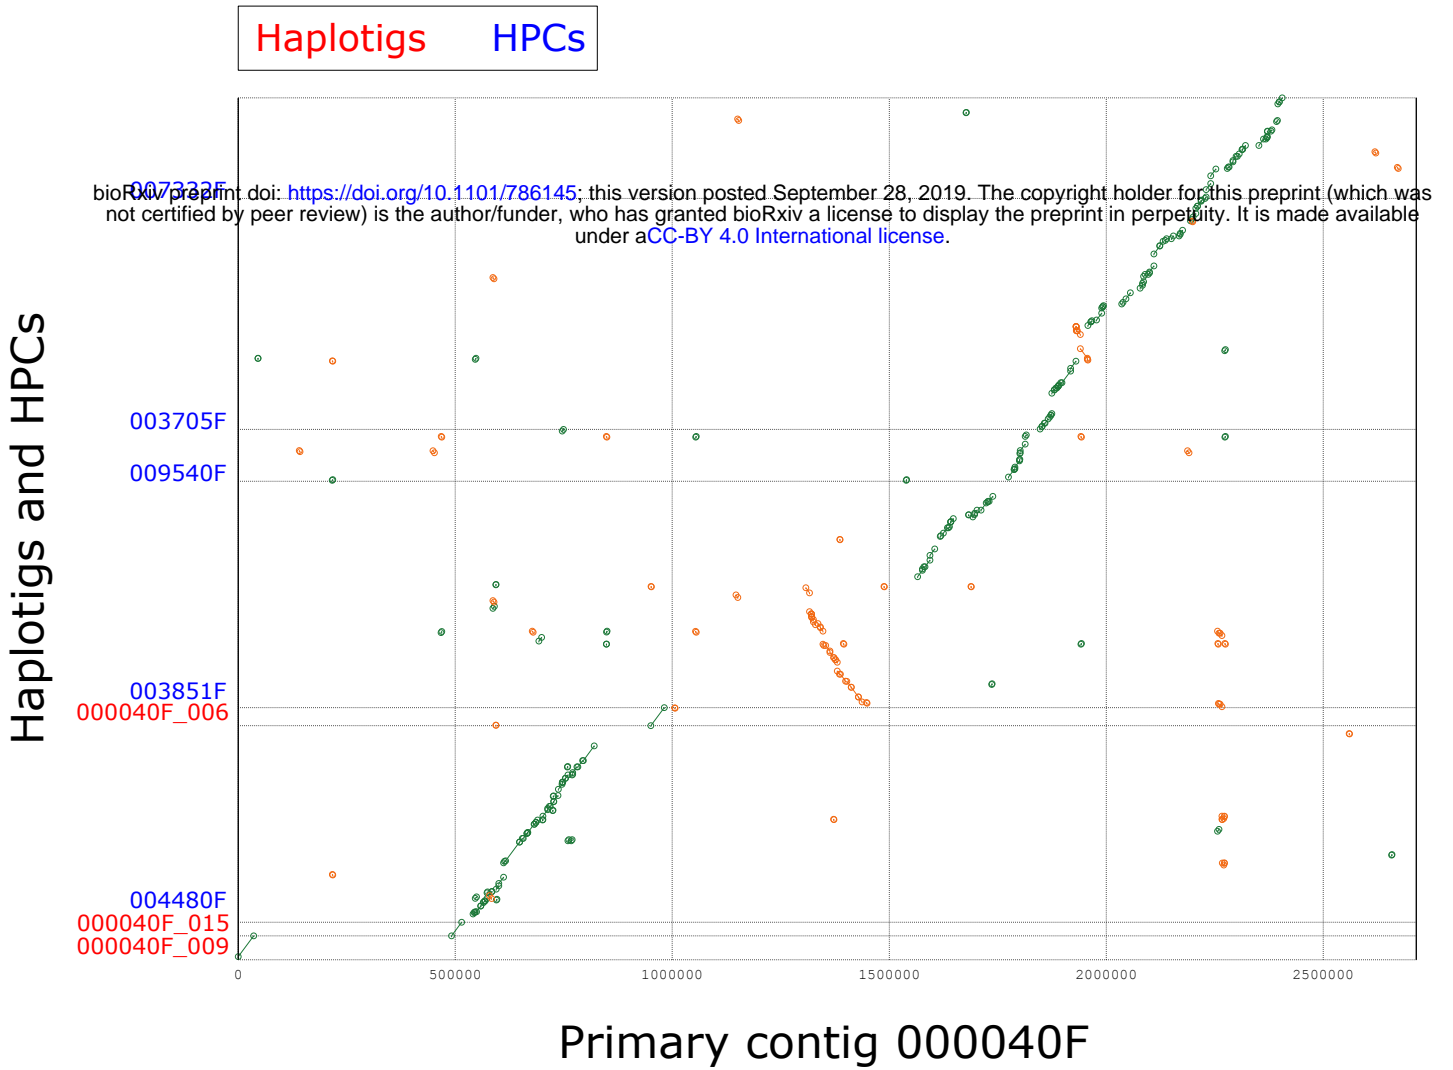 Haplotigs HPCs
007332F
bioRxiv preprint doi: https://doi.org/10.1101/786145; this version posted September 28, 2019. The copyright holder for this preprint (which was
not certified by peer review) is the author/funder, who has granted bioRxiv a license to display the preprint in perpetuity. It is made available
under aCC-BY 4.0 International license.
Haplotigs and HPCs
003705F
009540F
003851F
000040F_006
004480F
000040F_015
000040F_009
0 500000 1000000 1500000 2000000 2500000
Primary contig 000040F